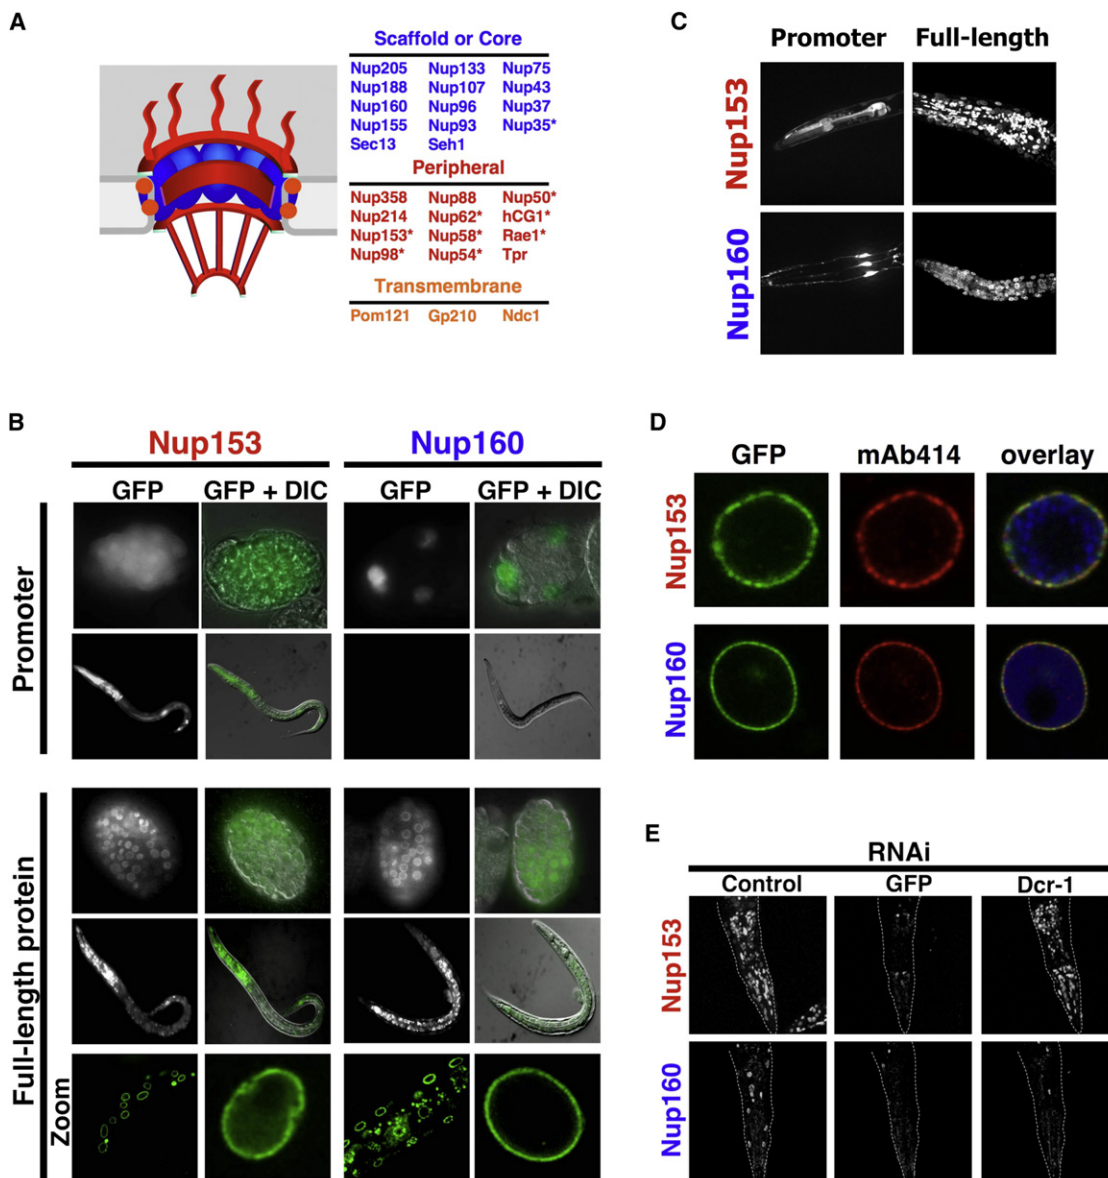 A
Scaffold or Core
Nup205 Nup133 Nup75
Nup188 Nup107 Nup43
Nup160 Nup96 Nup37
Nup155 Nup93 Nup35*
Sec13 Seh1
Peripheral
Nup358 Nup88 Nup50*
Nup214 Nup62* hCG1*
Nup153* Nup58* Rae1*
Nup98* Nup54* Tpr
Transmembrane
Pom121 Gp210 Ndc1
B
Nup153 Nup160
GFP GFP + DIC GFP GFP + DIC
Promoter
Full-length protein
Zoom
C
Promoter Full-length
Nup153
Nup160
D
GFP mAb414 overlay
Nup153
Nup160
E
RNAi
Control GFP Dcr-1
Nup153
Nup160